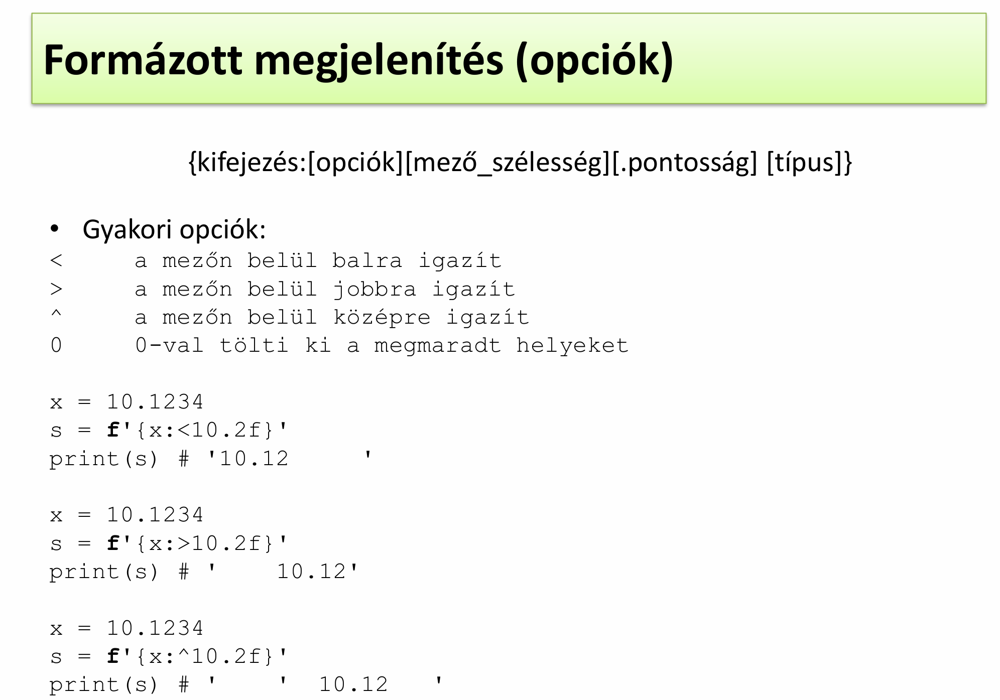 Formázott megjelenítés (opciók)
{kifejezés:[opciók][mező_szélesség][.pontosság] [típus]}
• Gyakori opciók:
<     a mezőn belül balra igazít
>     a mezőn belül jobbra igazít
^     a mezőn belül középre igazít
0     0-val tölti ki a megmaradt helyeket
x = 10.1234
s = f'{x:<10.2f}'
print(s) # '10.12     '
x = 10.1234
s = f'{x:>10.2f}'
print(s) # '    10.12'
x = 10.1234
s = f'{x:^10.2f}'
print(s) # '    '  10.12   '